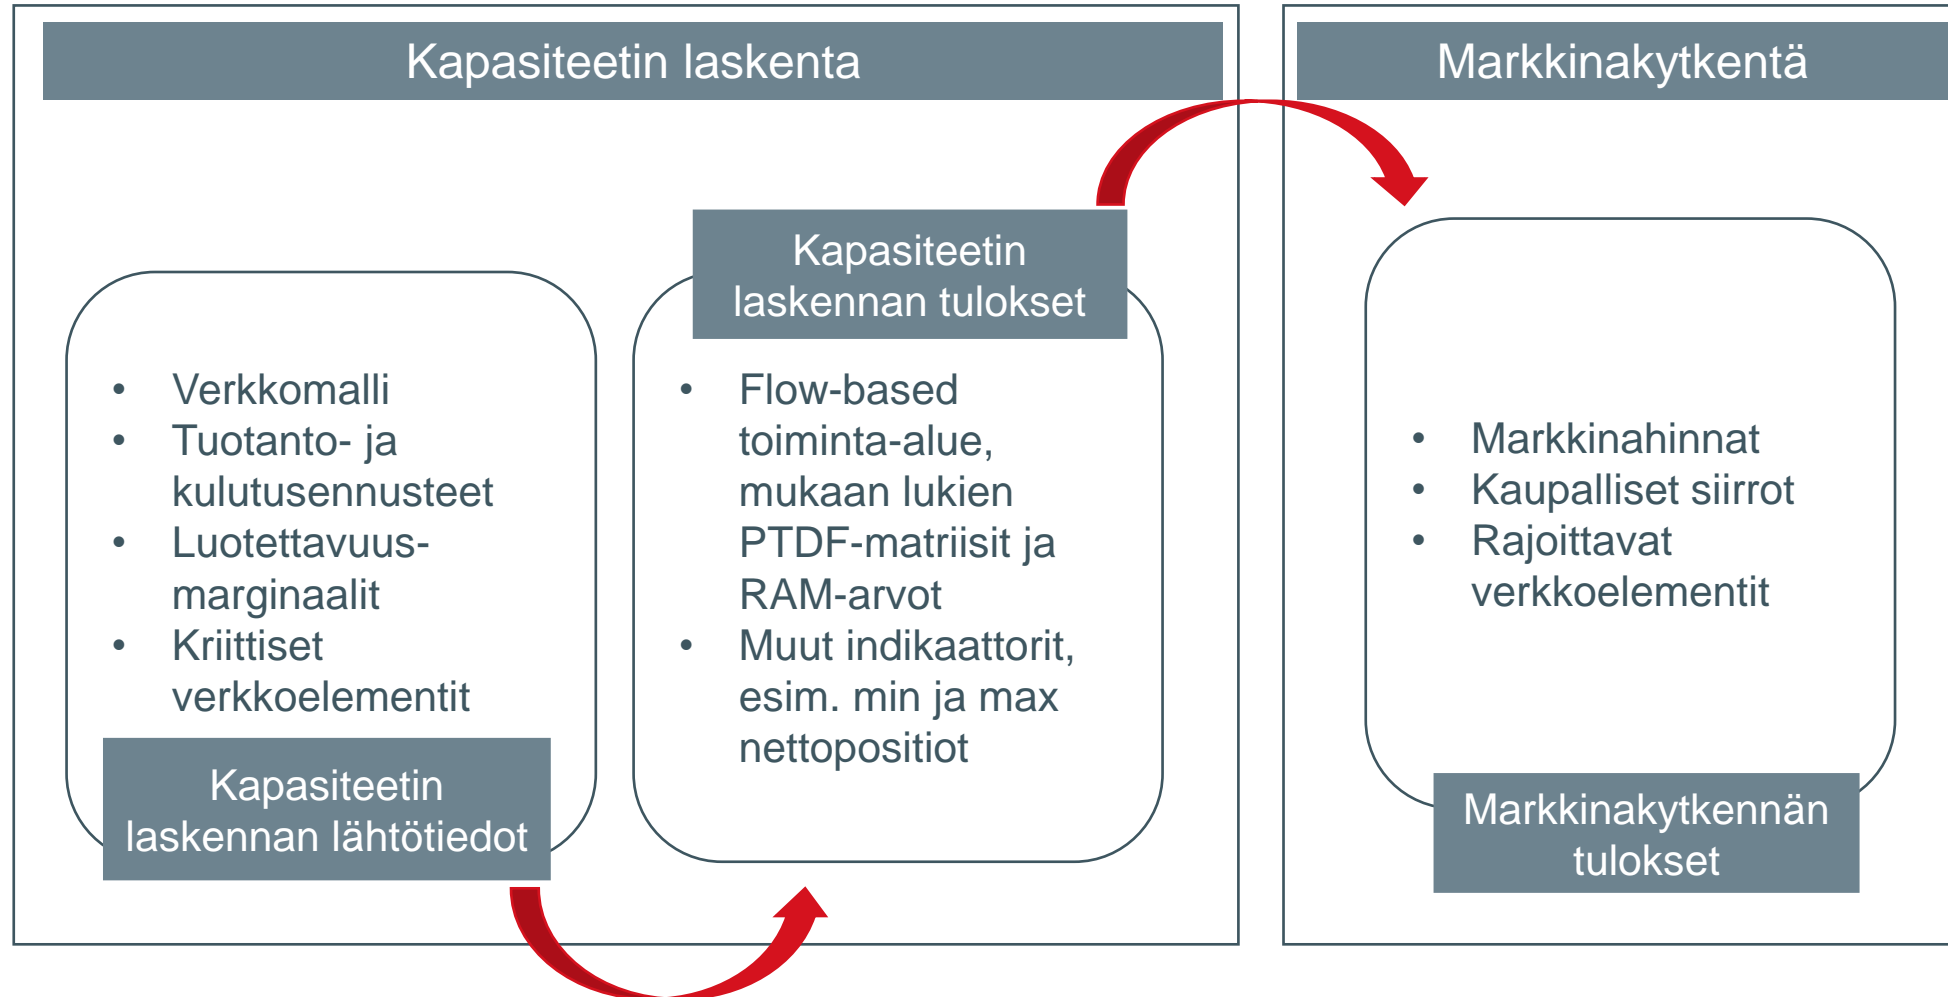 Kapasiteetin laskenta
• Verkkomalli
• Tuotanto- ja
kulutusennusteet
• Luotettavuus-
marginaalit
• Kriittiset
verkkoelementit
Kapasiteetin
laskennan lähtötiedot
Kapasiteetin
laskennan tulokset
• Flow-based
toiminta-alue,
mukaan lukien
PTDF-matriisit ja
RAM-arvot
• Muut indikaattorit,
esim. min ja max
nettopositiot
Markkinakytkentä
• Markkinahinnat
• Kaupalliset siirrot
• Rajoittavat
verkkoelementit
Markkinakytkennän
tulokset